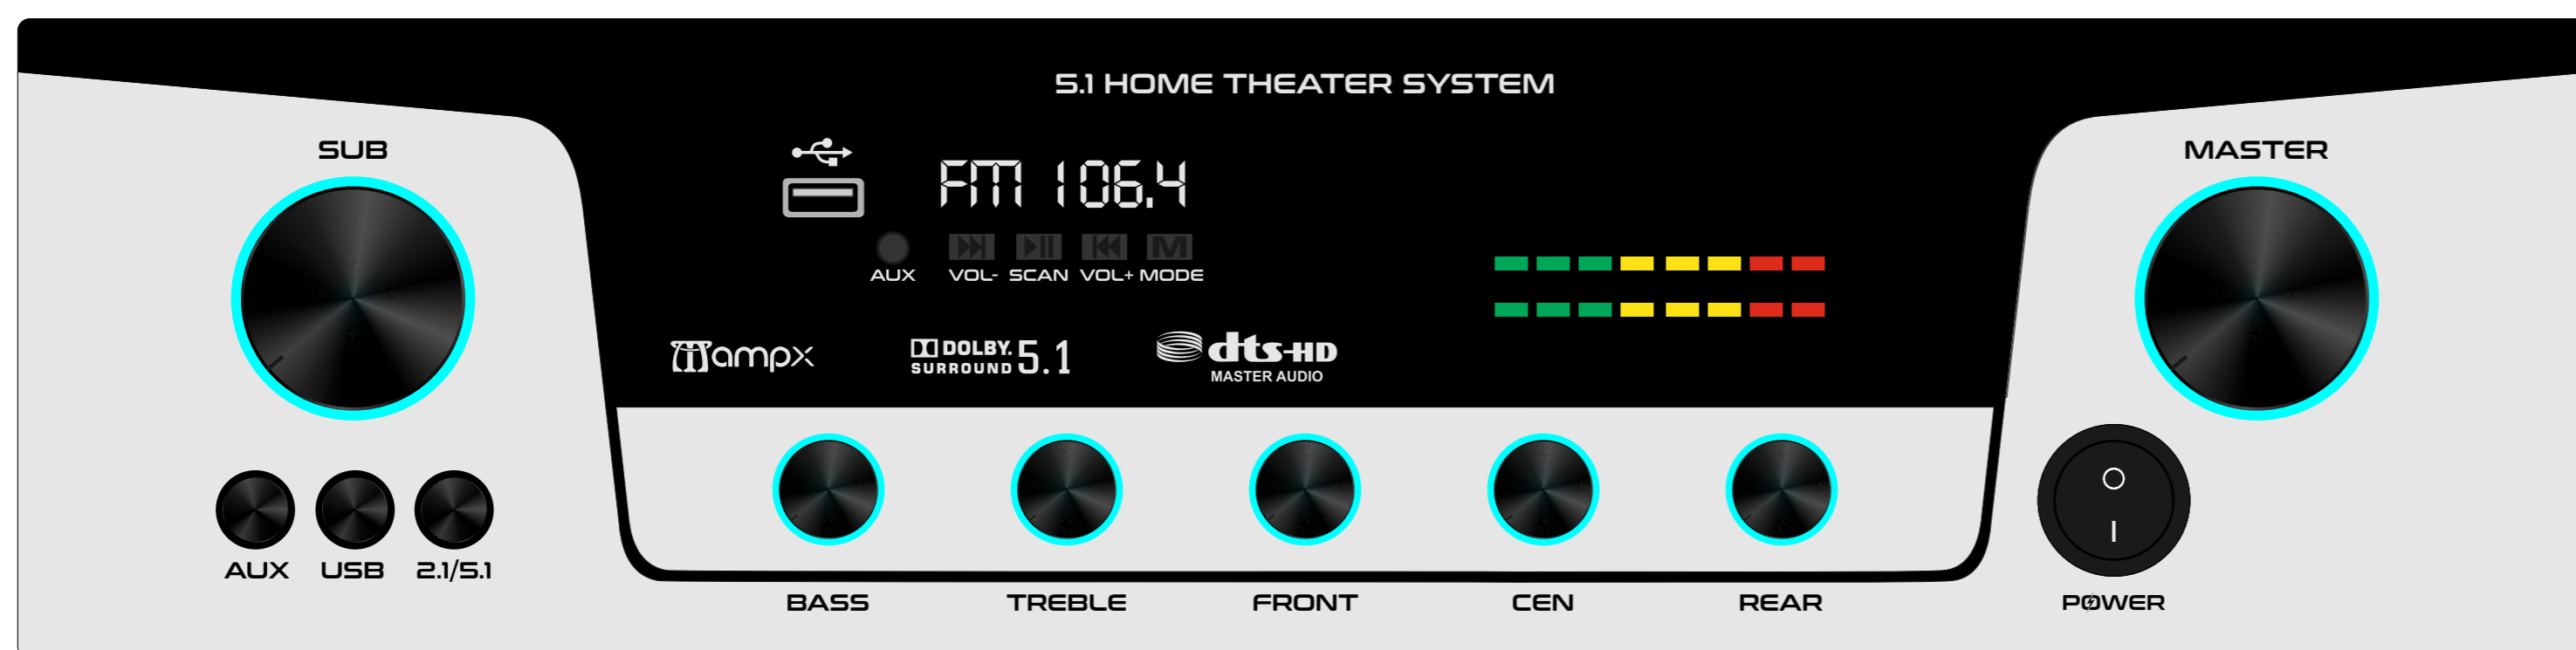 5.1 HOME THEATER SYSTEM
SUB
MASTER
FM 106.4
AUX VOL- SCAN VOL+ MODE
M
ampx
DOLBY.
SURROUND 5.1
dts-HD
MASTER AUDIO
AUX USB 2.1/5.1
BASS TREBLE FRONT CEN REAR
POWER